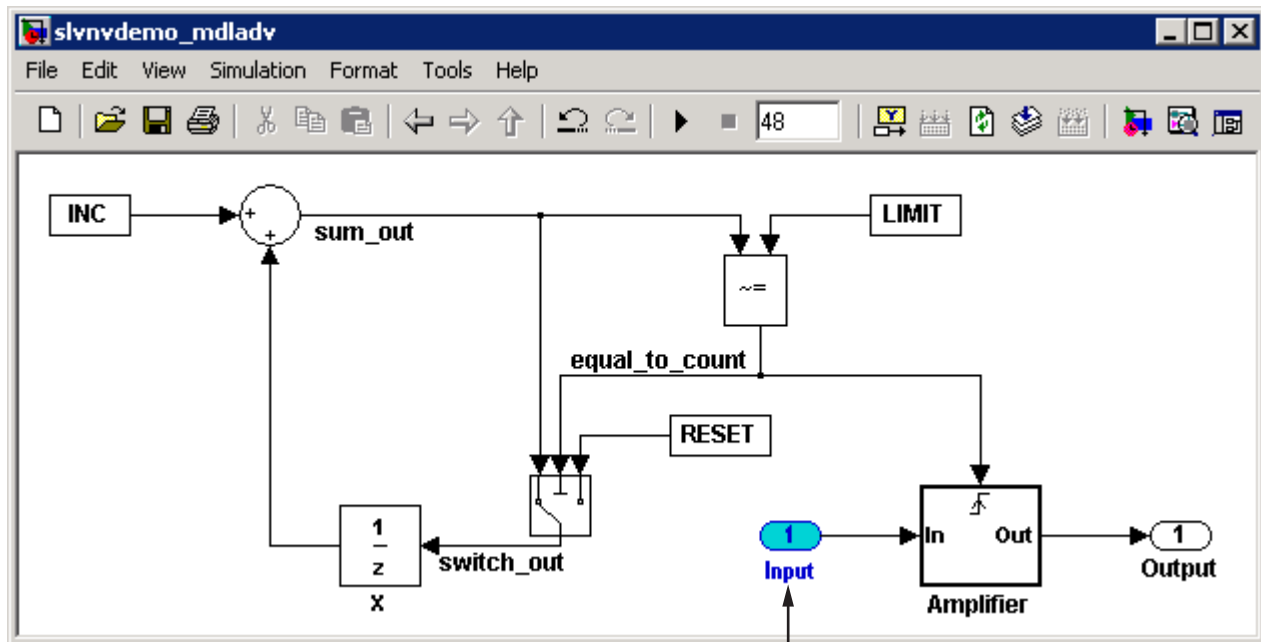 slvnvdemo_mdladv
File Edit View Simulation Format Tools Help
48
INC
+
+
sum_out
LIMIT
~=
equal_to_count
RESET
1
z
X
switch_out
1
Input
In Out
Amplifier
1
Output